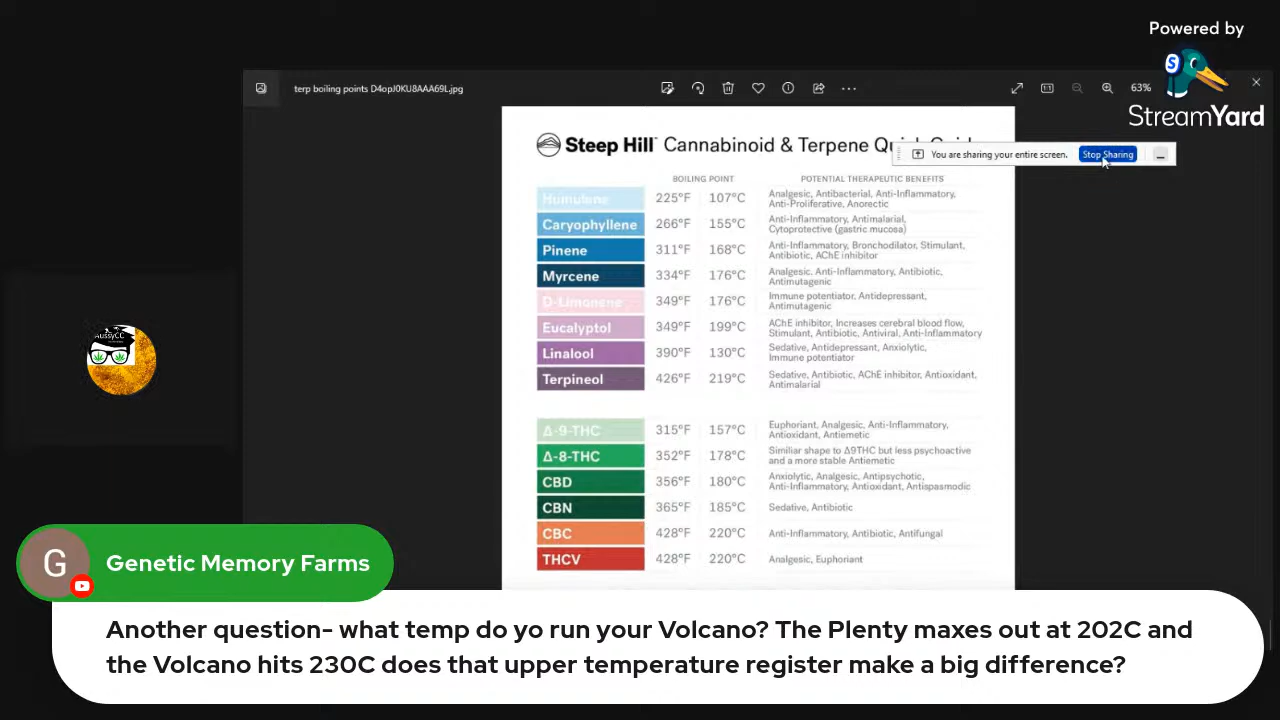 Powered by
StreamYard
terp boiling points D4opJ0KU8AAA69L.jpg
63%
Steep Hill Cannabinoid & Terpene
You are sharing your entire screen.
Stop Sharing
BOILING POINT POTENTIAL THERAPEUTIC BENEFITS
Humulene 225°F 107°C Analgesic, Antibacterial, Anti-Inflammatory,
Anti-Proliferative, Anorectic
Caryophyllene 266°F 155°C Anti-Inflammatory, Antimalarial,
Cytoprotective (gastric mucosa)
Pinene 311°F 168°C Anti-Inflammatory, Bronchodilator, Stimulant,
Antibiotic, AChE inhibitor
Myrcene 334°F 176°C Analgesic. Anti-Inflammatory, Antibiotic,
Antimutagenic
D-Limonene 349°F 176°C Immune potentiator, Antidepressant,
Antimutagenic
Eucalyptol 349°F 199°C AChE inhibitor, Increases cerebral blood flow,
Stimulant, Antibiotic, Antiviral, Anti-Inflammatory
Linalool 390°F 130°C Sedative, Antidepressant, Anxiolytic,
Immune potentiator
Terpineol 426°F 219°C Sedative, Antibiotic, AChE inhibitor, Antioxidant,
Antimalarial
AussyCC
Δ-9-THC 315°F 157°C Euphoriant, Analgesic, Anti-Inflammatory,
Antioxidant, Antiemetic
Δ-8-THC 352°F 178°C Similiar shape to Δ9THC but less psychoactive
and a more stable Antiemetic
CBD 356°F 180°C Anxiolytic, Analgesic, Antipsychotic,
Anti-Inflammatory, Antioxidant, Antispasmodic
CBN 365°F 185°C Sedative, Antibiotic
CBC 428°F 220°C Anti-Inflammatory, Antibiotic, Antifungal
THCV 428°F 220°C Analgesic, Euphoriant
G
Genetic Memory Farms
Another question- what temp do yo run your Volcano? The Plenty maxes out at 202C and
the Volcano hits 230C does that upper temperature register make a big difference?